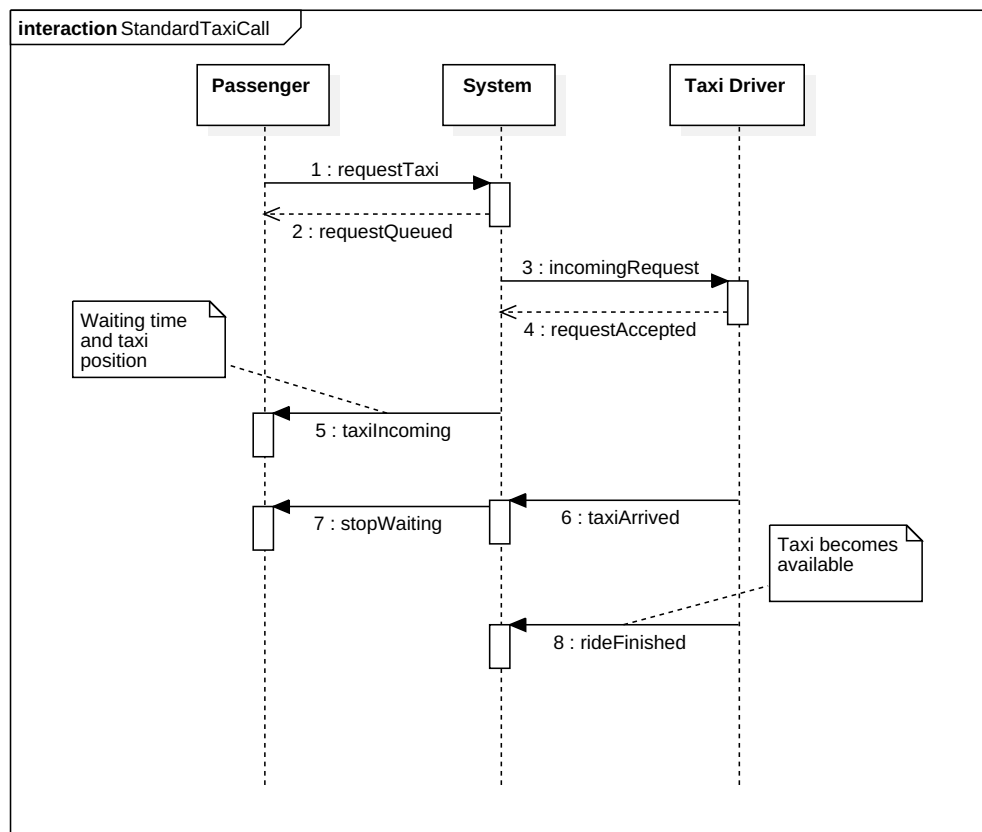 interaction StandardTaxiCall
Passenger
System
Taxi Driver
1 : requestTaxi
2 : requestQueued
3 : incomingRequest
4 : requestAccepted
Waiting time
and taxi
position
5 : taxiIncoming
6 : taxiArrived
7 : stopWaiting
Taxi becomes
available
8 : rideFinished